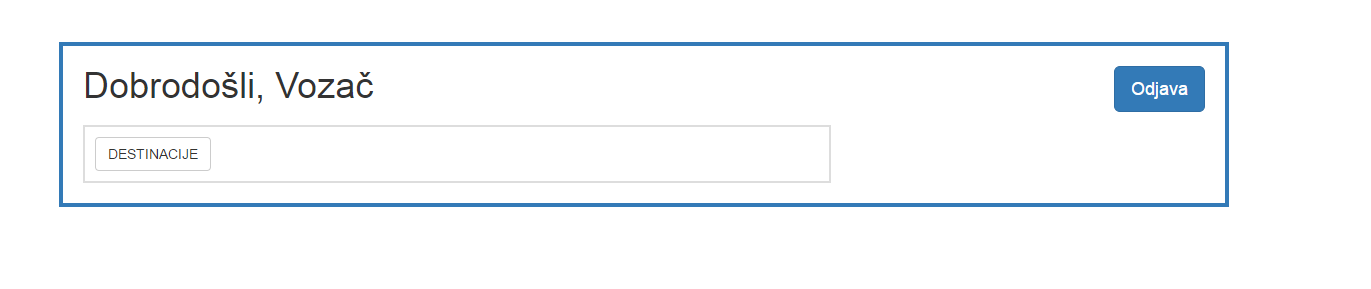 Dobrodošli, Vozač
Odjava
DESTINACIJE